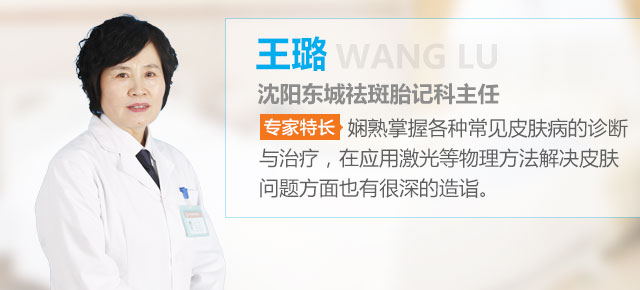 王璐 WANG LU
沈阳东城祛斑胎记科主任
专家特长 娴熟掌握各种常见皮肤病的诊断
与治疗，在应用激光等物理方法解决皮肤
问题方面也有很深的造诣。